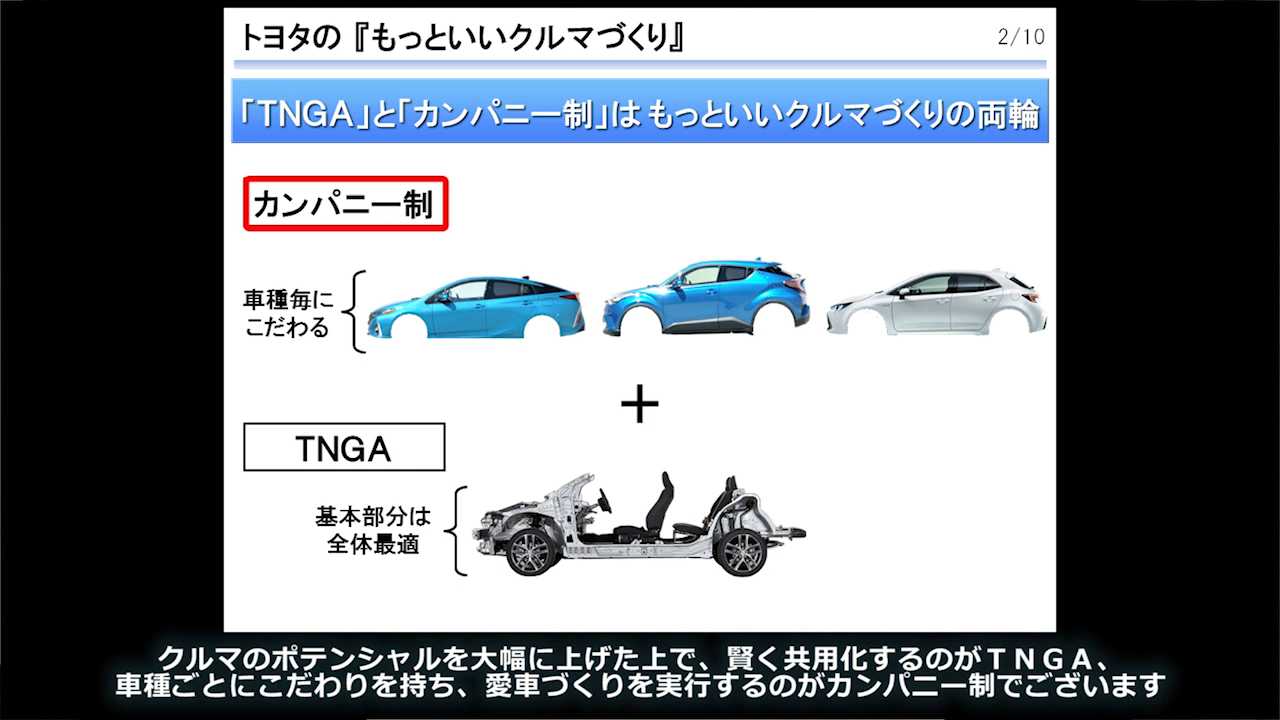 トヨタの『もっといいクルマづくり』
2/10
「TNGA」と「カンパニー制」は もっといいクルマづくりの両輪
カンパニー制
車種毎に
こだわる
+
TNGA
基本部分は
全体最適
クルマのポテンシャルを大幅に上げた上で、賢く共用化するのがＴＮＧＡ、
車種ごとにこだわりを持ち、愛車づくりを実行するのがカンパニー制でございます